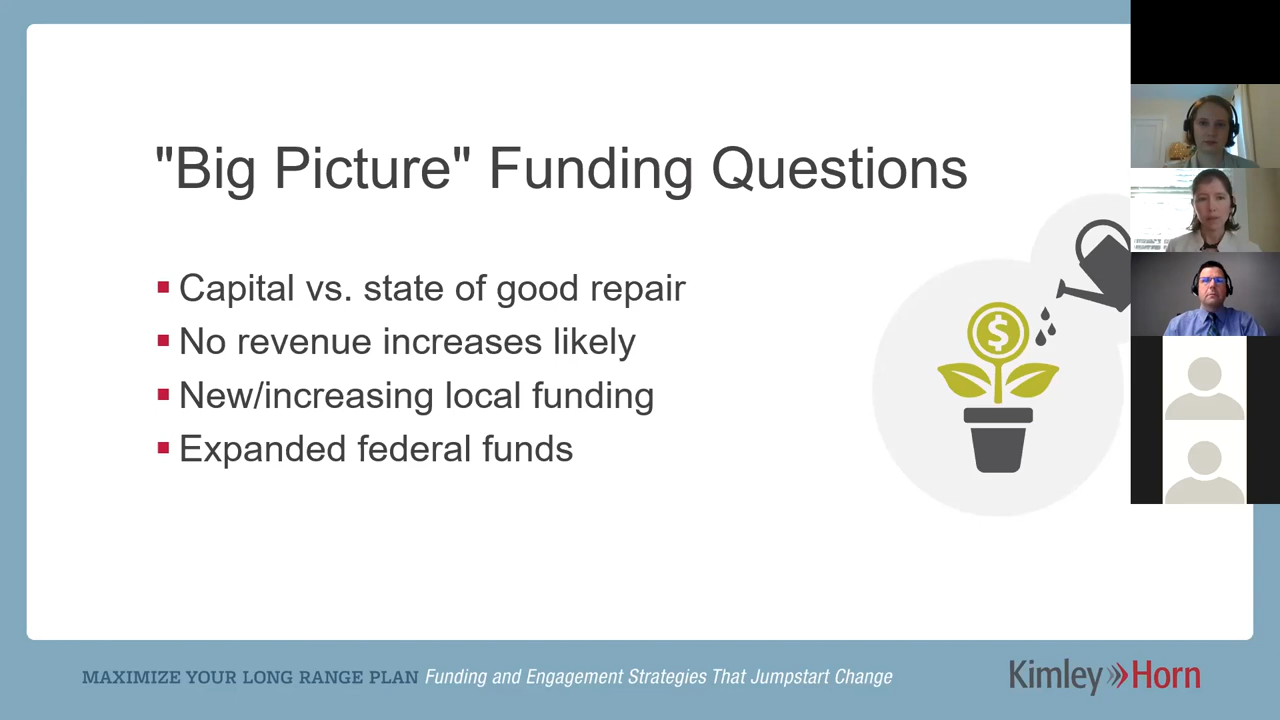 "Big Picture" Funding Questions
Capital vs. state of good repair
No revenue increases likely
New/increasing local funding
Expanded federal funds
$
MAXIMIZE YOUR LONG RANGE PLAN Funding and Engagement Strategies That Jumpstart Change
Kimley»Horn